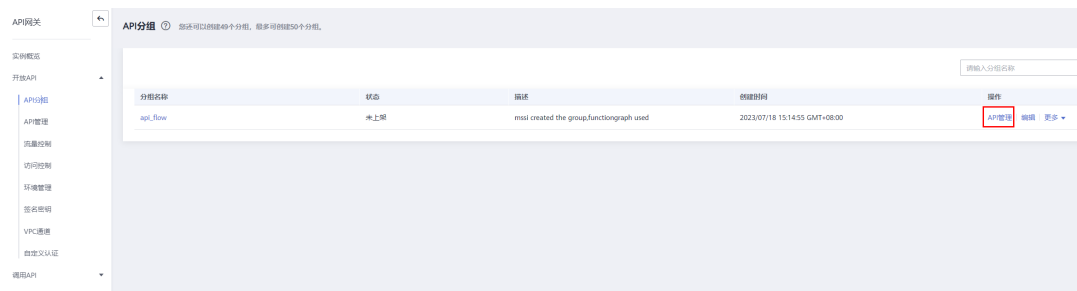 API网关
API分组 您还可以创建49个分组，最多可创建50个分组。
实例概览
开放API
API分组
API管理
流量控制
访问控制
环境管理
签名密钥
VPC通道
自定义认证
调用API
请输入分组名称
分组名称 状态 描述 创建时间 操作
api_flow 未上架 mssi created the group,functiongraph used 2023/07/18 15:14:55 GMT+08:00 API管理 编辑 更多